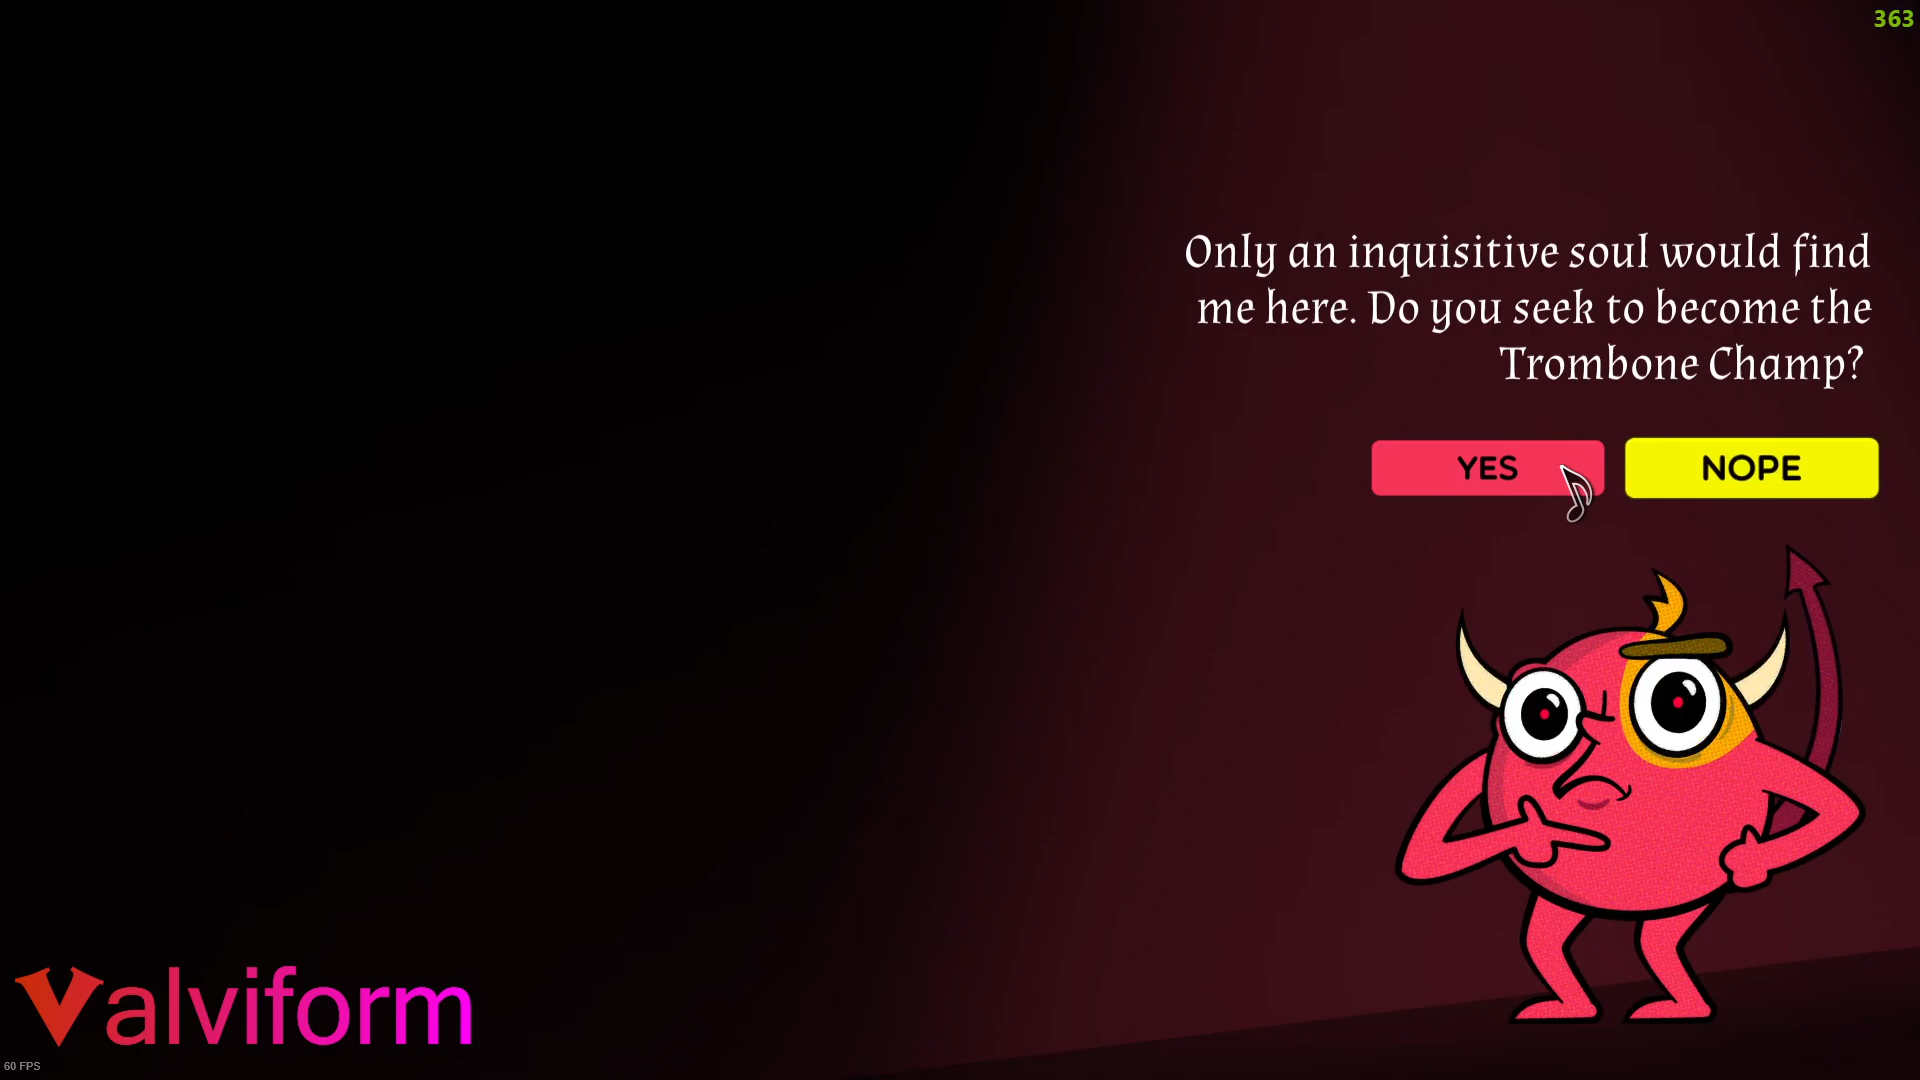 363
Only an inquisitive soul would find
me here. Do you seek to become the
Trombone Champ?
YES
NOPE
Valviform
60 FPS